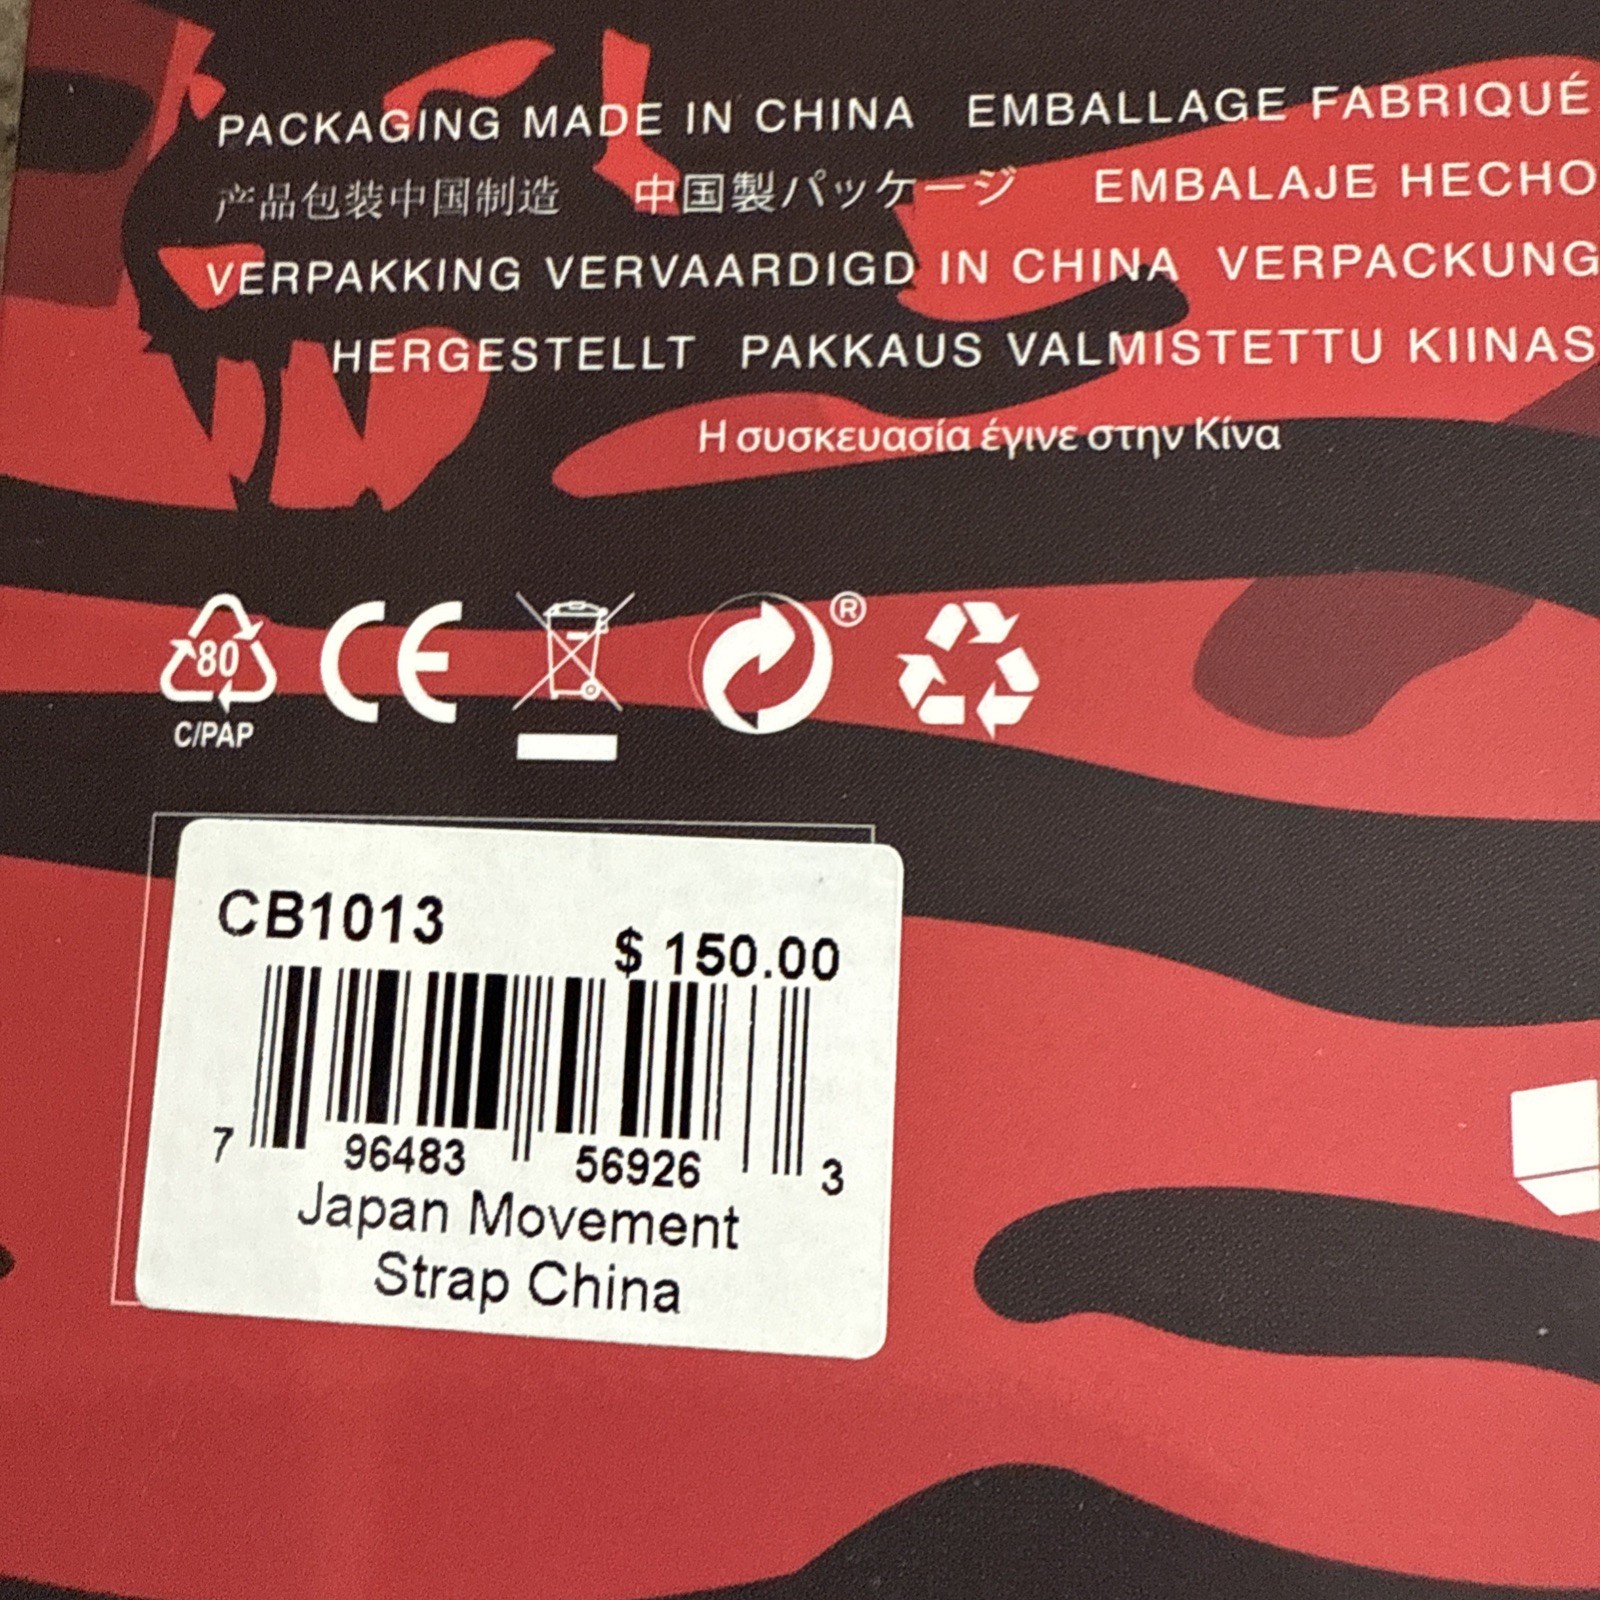 PACKAGING MADE IN CHINA EMBALLAGE FABRIQUÉ
产品包装中国制造 中国製パッケージ EMBALAJE HECHO
VERPAKKING VERVAARDIGD IN CHINA VERPACKUNG
HERGESTELLT PAKKAUS VALMISTETTU KIINAS
Η συσκευασία έγινε στην Κίνα
80
C/PAP
CE
®
CB1013
$ 150.00
7 96483 56926 3
Japan Movement
Strap China